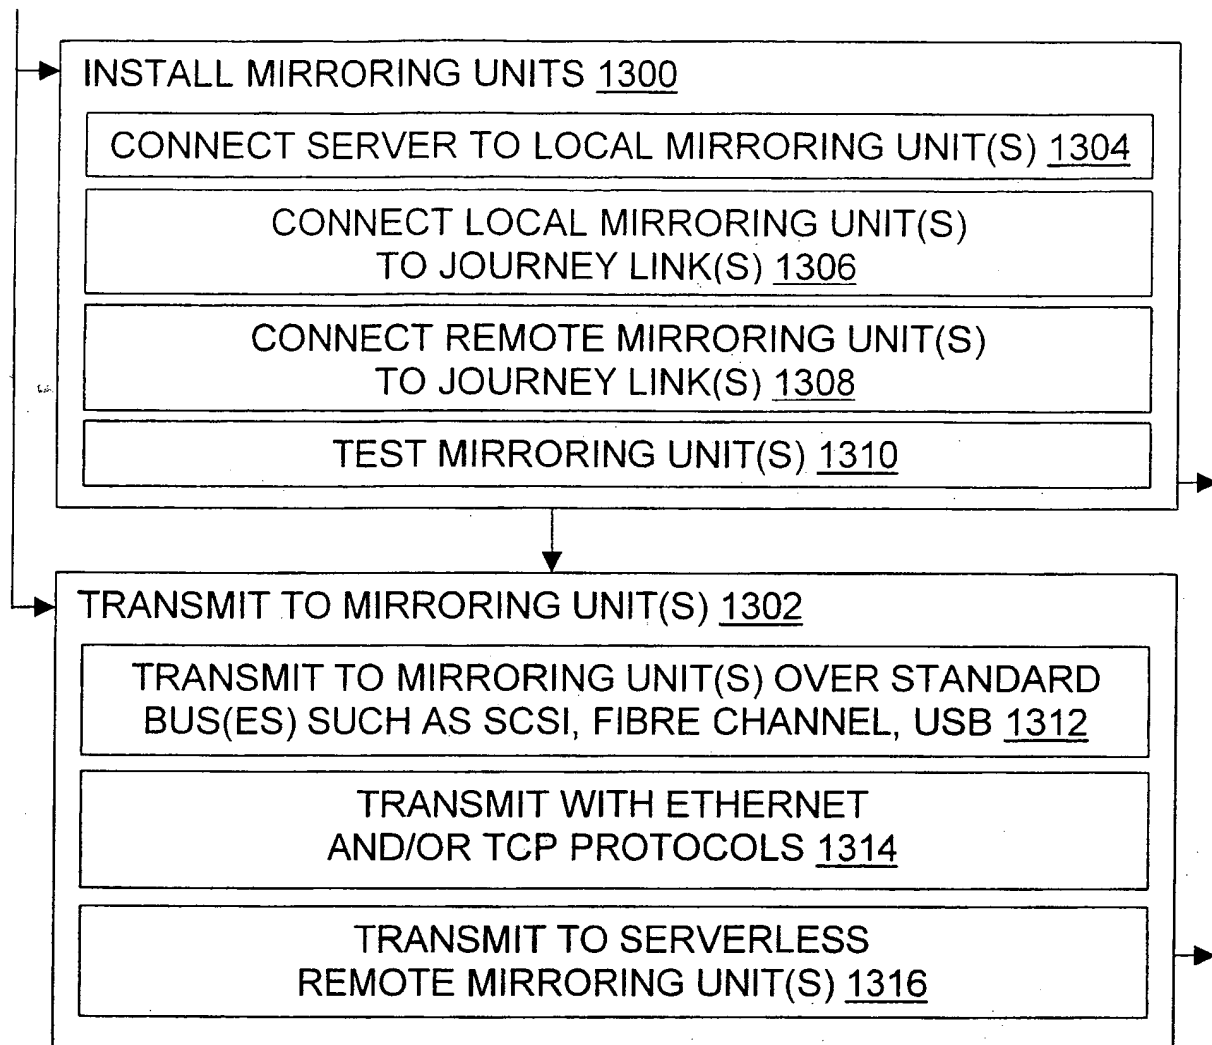 INSTALL MIRRORING UNITS 1300
CONNECT SERVER TO LOCAL MIRRORING UNIT(S) 1304
CONNECT LOCAL MIRRORING UNIT(S)
TO JOURNEY LINK(S) 1306
CONNECT REMOTE MIRRORING UNIT(S)
TO JOURNEY LINK(S) 1308
TEST MIRRORING UNIT(S) 1310
TRANSMIT TO MIRRORING UNIT(S) 1302
TRANSMIT TO MIRRORING UNIT(S) OVER STANDARD
BUS(ES) SUCH AS SCSI, FIBRE CHANNEL, USB 1312
TRANSMIT WITH ETHERNET
AND/OR TCP PROTOCOLS 1314
TRANSMIT TO SERVERLESS
REMOTE MIRRORING UNIT(S) 1316